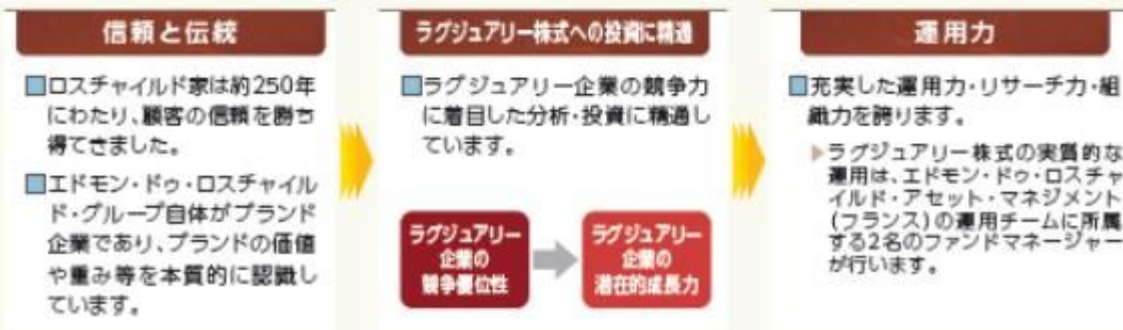 信頼と伝統
■ロスチャイルド家は約250年
にわたり、顧客の信頼を勝ち
得てきました。
■エドモン・ドゥ・ロスチャイル
ド・グループ自体がブランド
企業であり、ブランドの価値
や重み等を本質的に認識し
ています。
ラグジュアリー株式への投資に精通
■ラグジュアリー企業の競争力
に着目した分析・投資に精通し
ています。
ラグジュアリー
企業の
競争優位性
ラグジュアリー
企業の
潜在的成長力
運用力
■充実した運用力・リサーチ力・組
織力を誇ります。
▶ラグジュアリー株式の実質的な
運用は、エドモン・ドゥ・ロスチャ
イルド・アセット・マネジメント
(フランス)の運用チームに所属
する2名のファンドマネージャー
が行います。